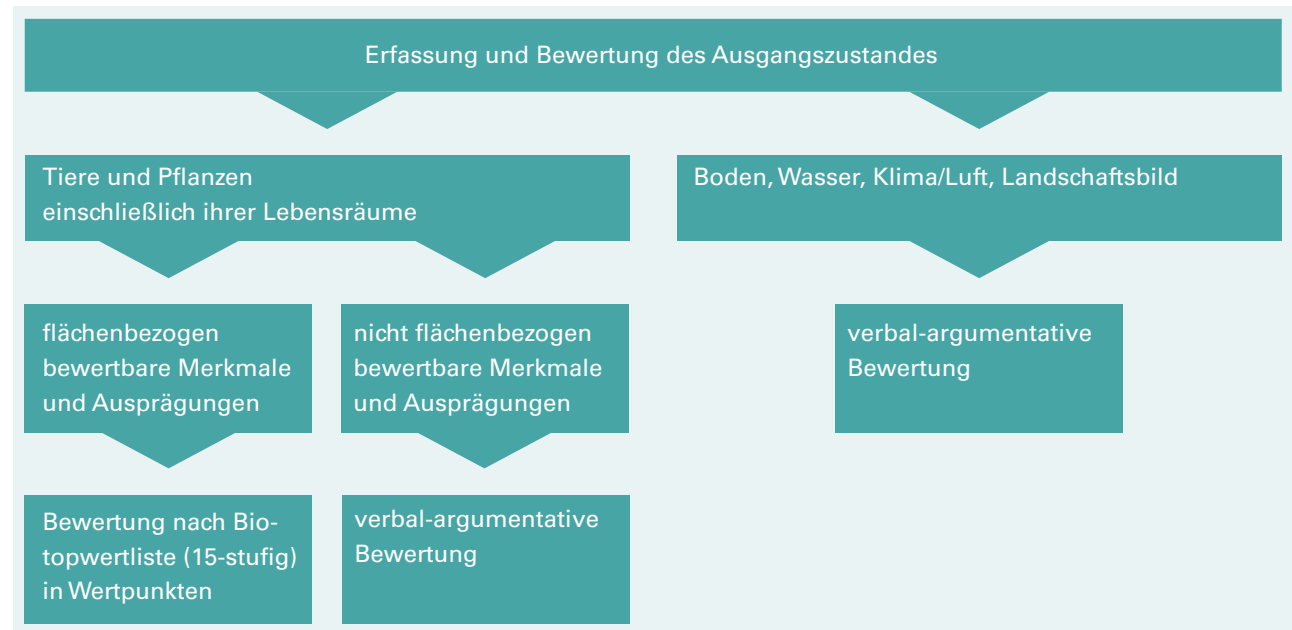 Erfassung und Bewertung des Ausgangszustandes
Tiere und Pflanzen
einschließlich ihrer Lebensräume
Boden, Wasser, Klima/Luft, Landschaftsbild
flächenbezogen
bewertbare Merkmale
und Ausprägungen
nicht flächenbezogen
bewertbare Merkmale
und Ausprägungen
verbal-argumentative
Bewertung
Bewertung nach Bio-
topwertliste (15-stufig)
in Wertpunkten
verbal-argumentative
Bewertung